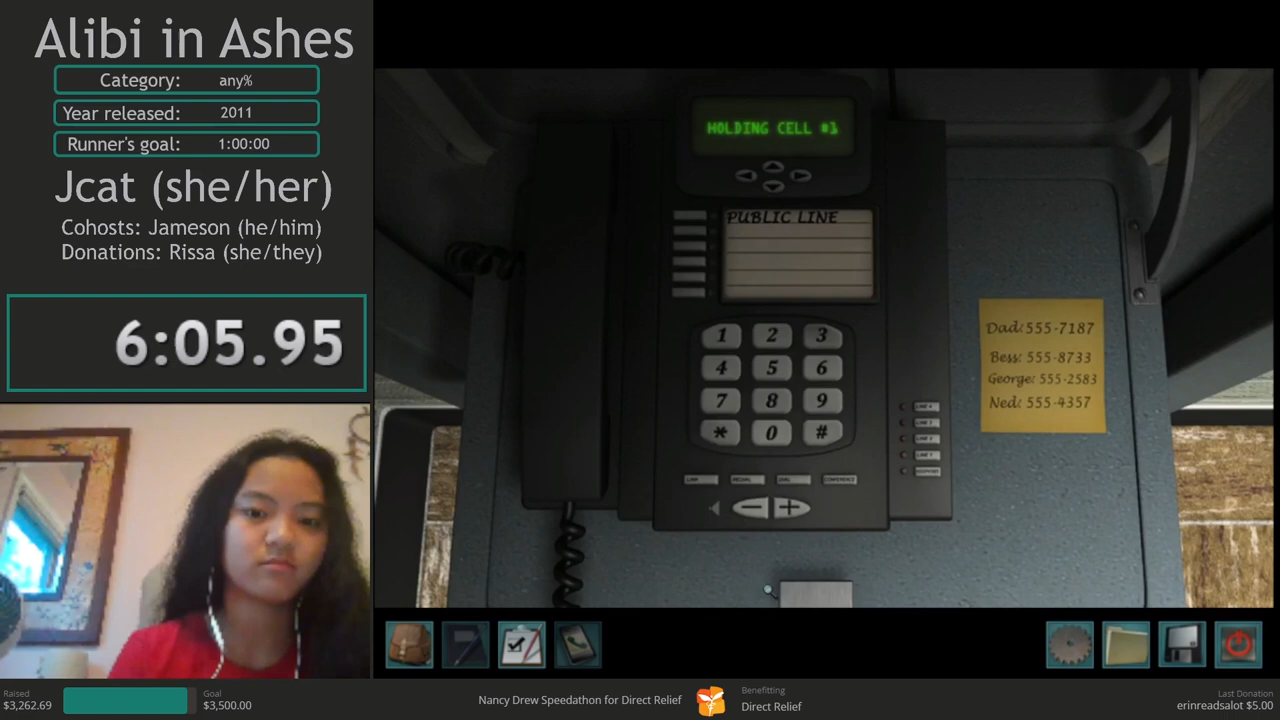 Alibi in Ashes
Category: any%
Year released: 2011
Runner's goal: 1:00:00
Jcat (she/her)
Cohosts: Jameson (he/him)
Donations: Rissa (she/they)
6:05.95
HOLDING CELL #1
PUBLIC LINE
1 2 3
4 5 6
7 8 9
* 0 #
Dad: 555-7187
Bess: 555-8733
George: 555-2583
Ned: 555-4357
CONFERENCE
Raised
$3,262.69
Goal
$3,500.00
Nancy Drew Speedathon for Direct Relief
Benefitting
Direct Relief
Last Donation
erinreadsalot $5.00